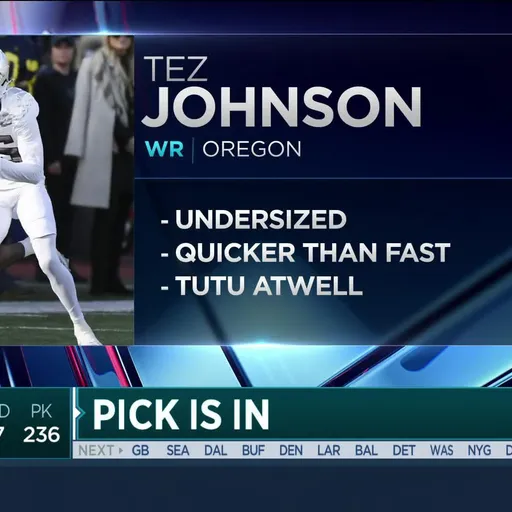 TEZ
JOHNSON
WR | OREGON
- UNDERSIZED
- QUICKER THAN FAST
- TUTU ATWELL
PK
236
PICK IS IN
NEXT GB SEA DAL BUF DEN LAR BAL DET WAS NYG